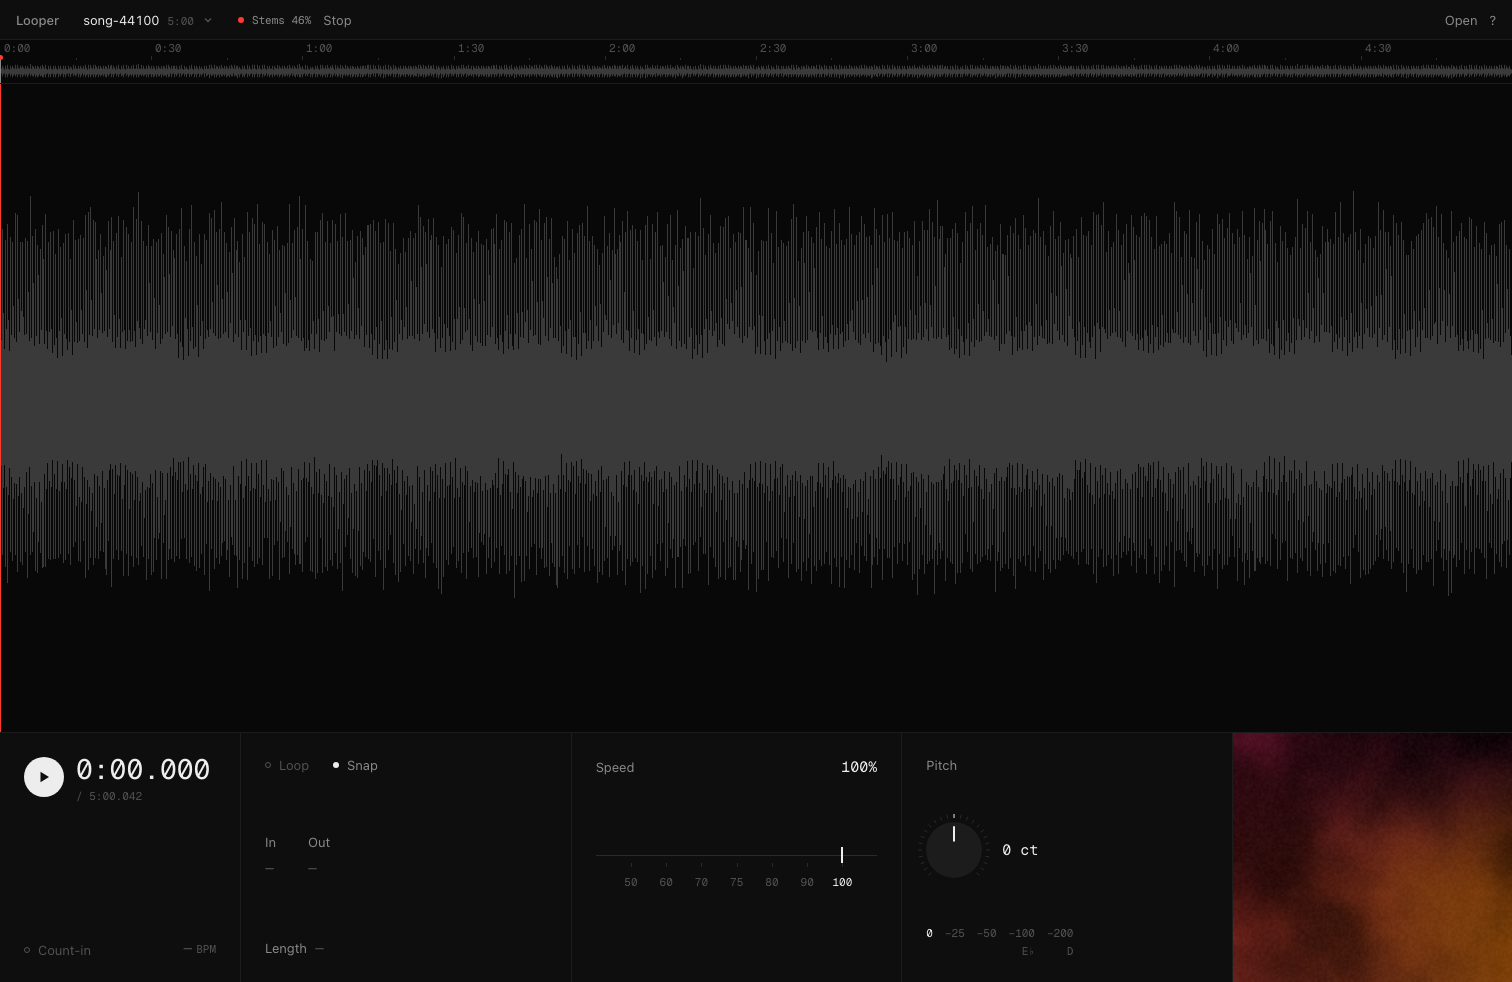 Looper song-44100 5:00 Stems 46% Stop Open ?
0:00 0:30 1:00 1:30 2:00 2:30 3:00 3:30 4:00 4:30
0:00.000
/ 5:00.042
Count-in — BPM
Loop Snap
In Out
— —
Length —
Speed 100%
50 60 70 75 80 90 100
Pitch
0 ct
0 −25 −50 −100 −200
E♭ D